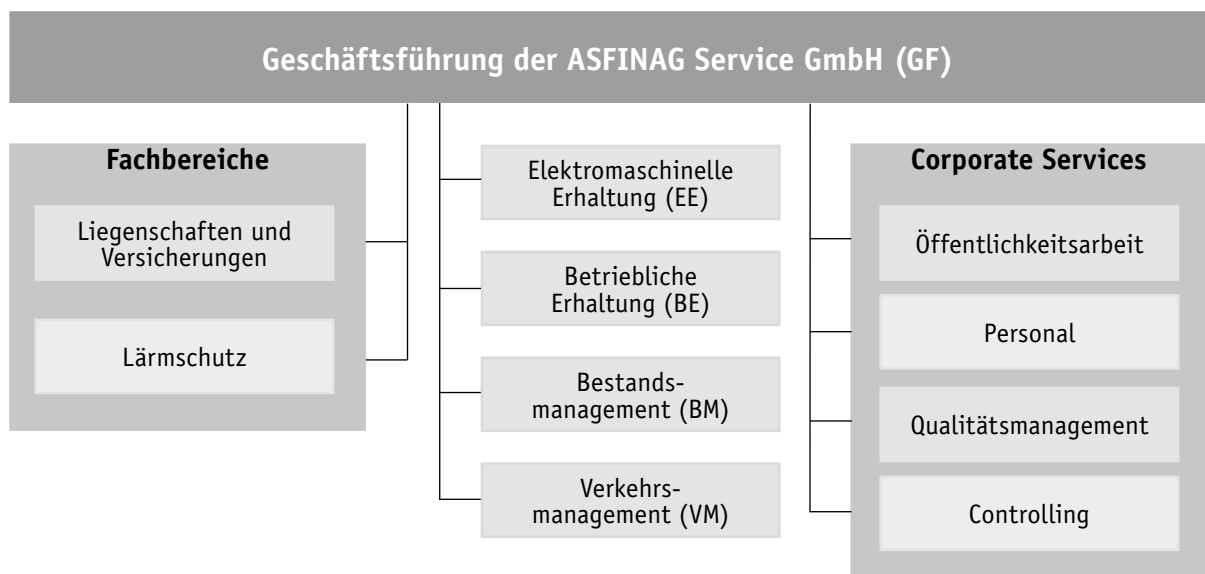 Geschäftsführung der ASFINAG Service GmbH (GF)
Fachbereiche
Liegenschaften und
Versicherungen
Lärmschutz
Elektromaschinelle
Erhaltung (EE)
Betriebliche
Erhaltung (BE)
Bestands-
management (BM)
Verkehrs-
management (VM)
Corporate Services
Öffentlichkeitsarbeit
Personal
Qualitätsmanagement
Controlling